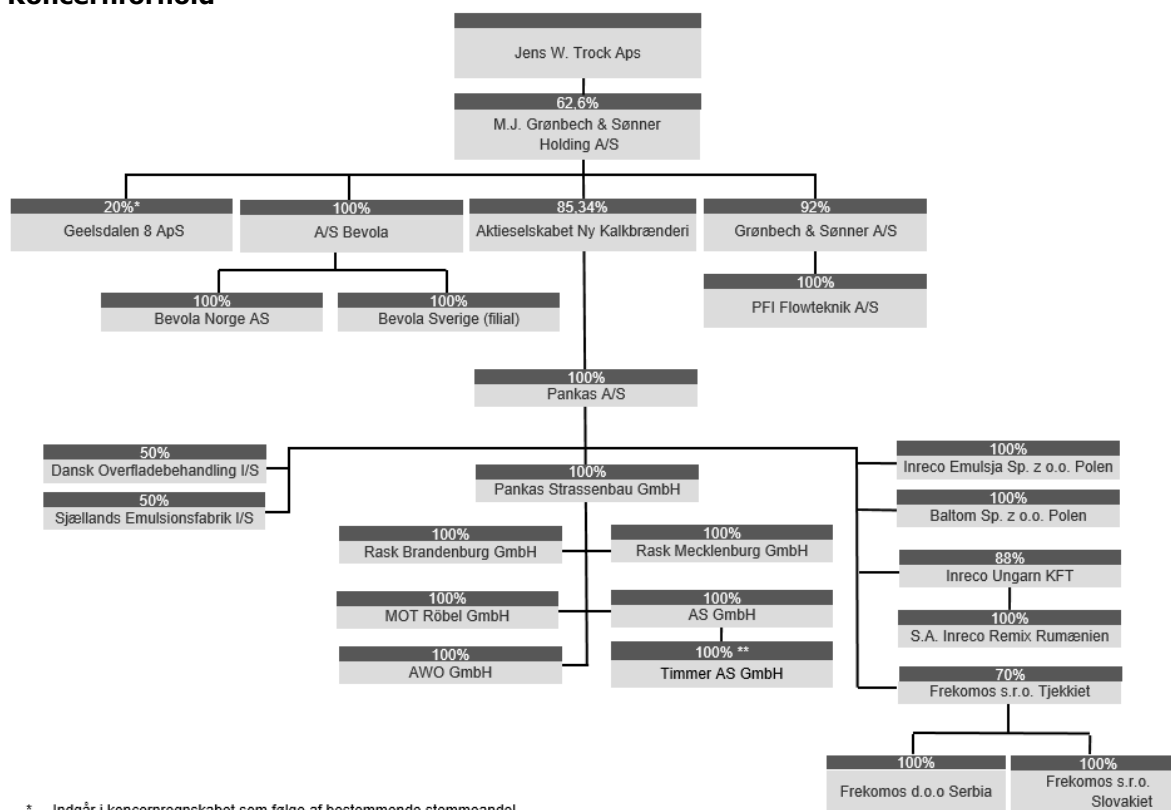 Koncernforhold
Jens W. Trock Aps
62,6%
M.J. Grønbech & Sønner
Holding A/S
20%*
Geelsdalen 8 ApS
100%
A/S Bevola
85,34%
Aktieselskabet Ny Kalkbrænderi
92%
Grønbech & Sønner A/S
100%
Bevola Norge AS
100%
Bevola Sverige (filial)
100%
PFI Flowteknik A/S
100%
Pankas A/S
50%
Dansk Overfladebehandling I/S
50%
Sjællands Emulsionsfabrik I/S
100%
Pankas Strassenbau GmbH
100%
Inreco Emulsja Sp. z o.o. Polen
100%
Baltom Sp. z o.o. Polen
100%
Rask Brandenburg GmbH
100%
Rask Mecklenburg GmbH
88%
Inreco Ungarn KFT
100%
MOT Röbel GmbH
100%
AS GmbH
100%
S.A. Inreco Remix Rumænien
100%
AWO GmbH
100% **
Timmer AS GmbH
70%
Frekomos s.r.o. Tjekkiet
100%
Frekomos d.o.o Serbia
100%
Frekomos s.r.o.
Slovakiet
* Indgår i koncernregnskabet som følge af bestemmende stemmeandel